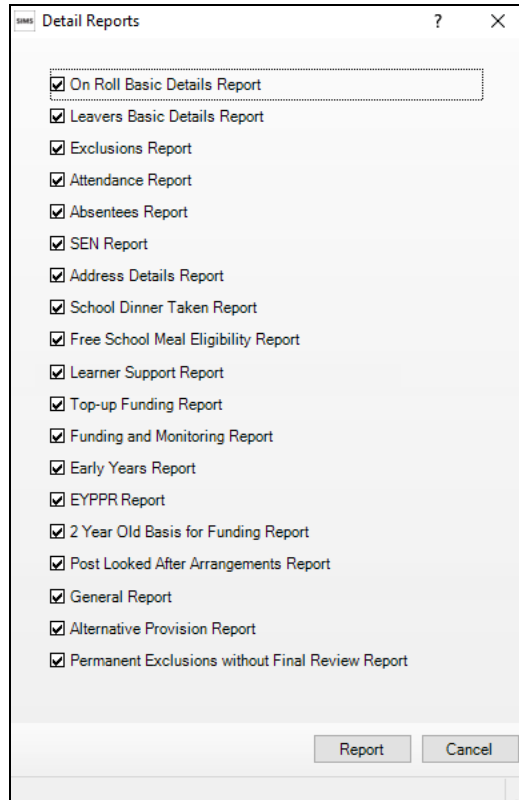 SIMS Detail Reports ? ×
On Roll Basic Details Report
Leavers Basic Details Report
Exclusions Report
Attendance Report
Absentees Report
SEN Report
Address Details Report
School Dinner Taken Report
Free School Meal Eligibility Report
Learner Support Report
Top-up Funding Report
Funding and Monitoring Report
Early Years Report
EYPPR Report
2 Year Old Basis for Funding Report
Post Looked After Arrangements Report
General Report
Alternative Provision Report
Permanent Exclusions without Final Review Report
Report Cancel